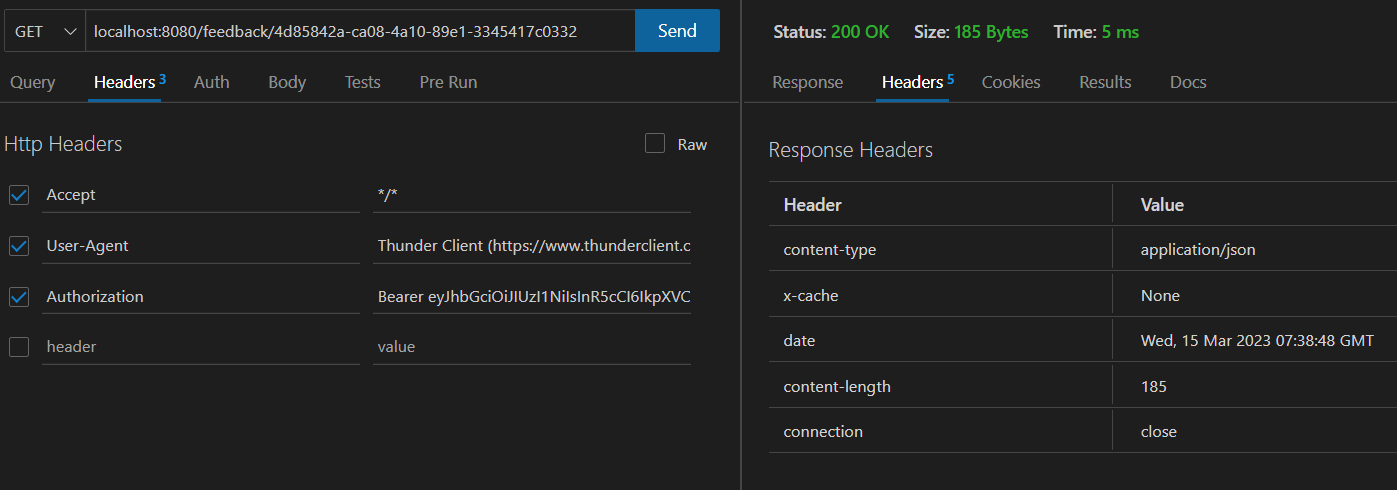 GET localhost:8080/feedback/4d85842a-ca08-4a10-89e1-3345417c0332 Send
Query Headers 3 Auth Body Tests Pre Run
Http Headers Raw
Accept */*
User-Agent Thunder Client (https://www.thunderclient.c
Authorization Bearer eyJhbGciOiJIUzI1NiIsInR5cCI6IkpXVC
header value
Status: 200 OK Size: 185 Bytes Time: 5 ms
Response Headers 5 Cookies Results Docs
Response Headers
Header Value
content-type application/json
x-cache None
date Wed, 15 Mar 2023 07:38:48 GMT
content-length 185
connection close